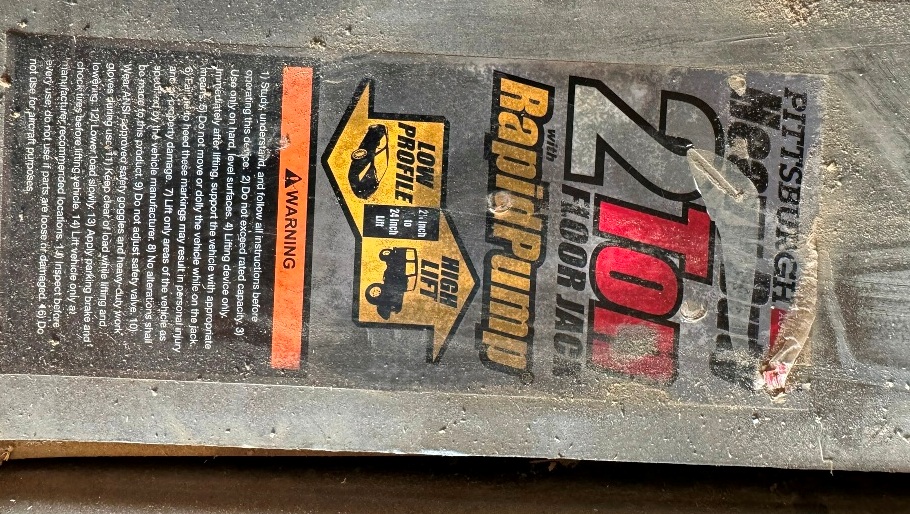 PITTSBURGH
2 TON
FLOOR JACK
with
RapidPump®
LOW
PROFILE
Inch
to
24 Inch
Lift
HIGH
LIFT
WARNING
1) Study, understand, and follow all instructions before
operating this device. 2) Do not exceed rated capacity. 3)
Use only on hard, level surfaces. 4) Lifting device only.
Immediately after lifting, support the vehicle with appropriate
means. 5) Do not move or dolly the vehicle while on the jack.
6) Failure to heed these markings may result in personal injury
and/or property damage. 7) Lift only areas of the vehicle as
specified by the vehicle manufacturer. 8) No alterations shall
be made to this product. 9) Do not adjust safety valve. 10)
Wear ANSI-approved safety goggles and heavy-duty work
gloves during use. 11) Keep clear of load while lifting and
lowering. 12) Lower load slowly. 13) Apply parking brake and
chock tires before lifting vehicle. 14) Lift vehicle only at
manufacturer recommended locations. 14) Inspect before
every use; do not use if parts are loose or damaged. 16) Do
not use for aircraft purposes.